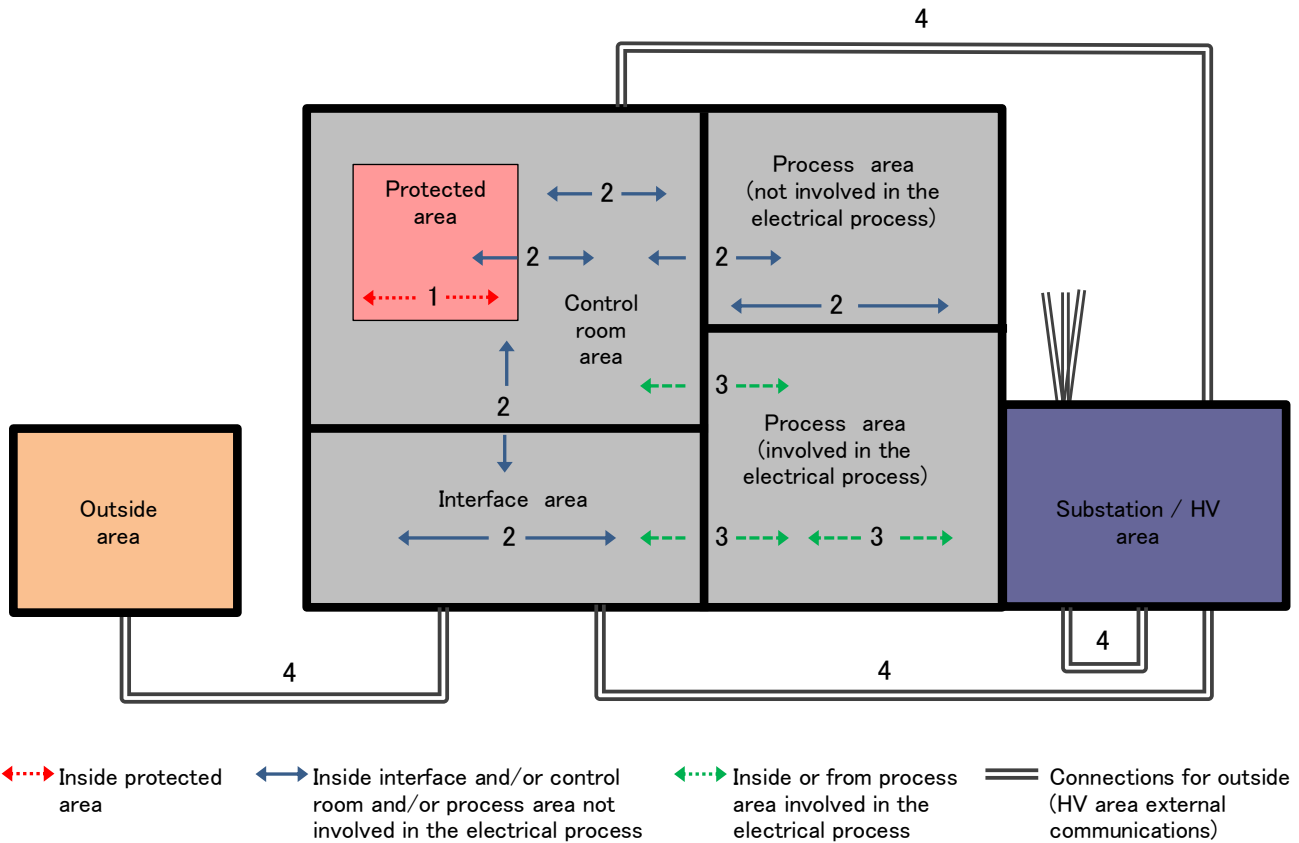 4
Process area
(not involved in the
electrical process)
Protected
area
2
2
2
1
2
Control
room
area
3
2
Process area
(involved in the
electrical process)
Interface area
Outside
area
Substation / HV
area
2
3
3
4
4
4
Inside protected
area
Inside interface and/or control
room and/or process area not
involved in the electrical process
Inside or from process
area involved in the
electrical process
Connections for outside
(HV area external
communications)